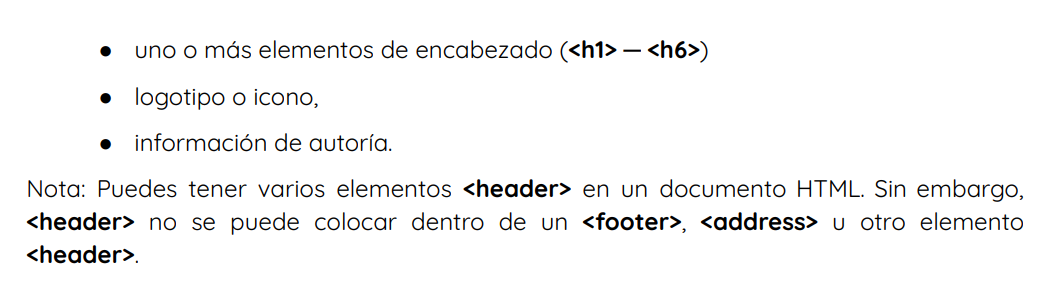 ● uno o más elementos de encabezado (<h1> — <h6>)
● logotipo o icono,
● información de autoría.
Nota: Puedes tener varios elementos <header> en un documento HTML. Sin embargo,
<header> no se puede colocar dentro de un <footer>, <address> u otro elemento
<header>.